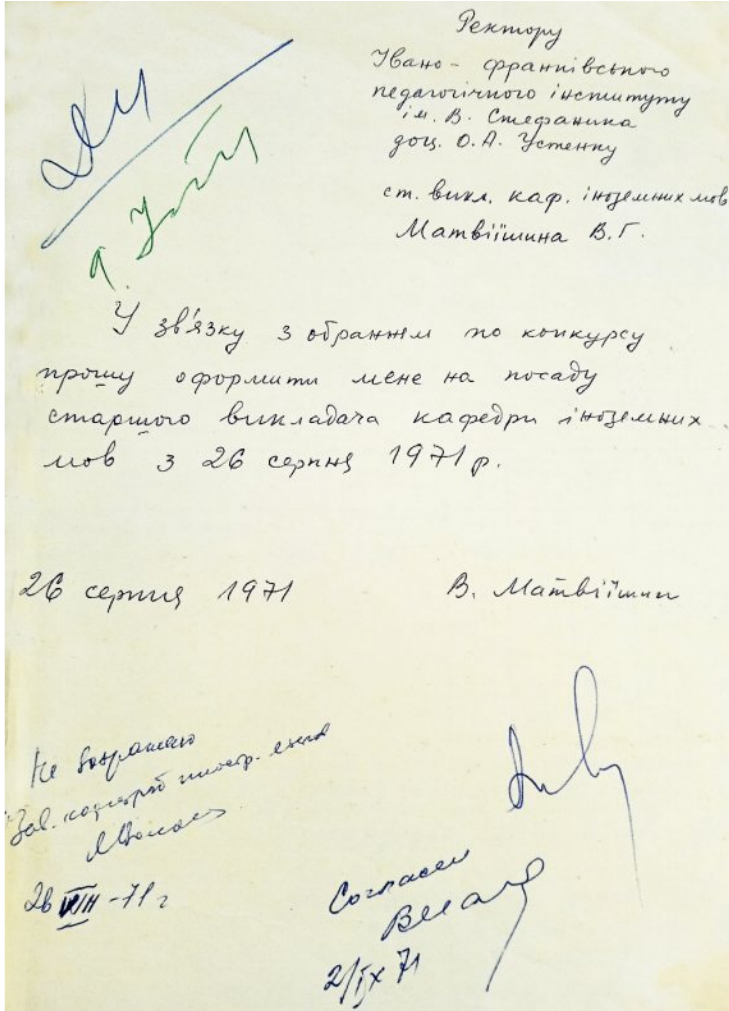 Ректору
Івано-франківського
педагогічного інституту
ім. В. Стефаника
доц. О.А. Устенку
ст. викл. каф. іноземних мов
Матвіїшина В.Г.
У зв'язку з обранням по конкурсу
прошу оформити мене на посаду
старшого викладача кафедри іноземних
мов з 26 серпня 1971 р.
26 серпня 1971
В. Матвіїшин
Не возражаю
Зав. кафедрой иностр. языков
26 VIII -71 г
Согласен
2/IX 71